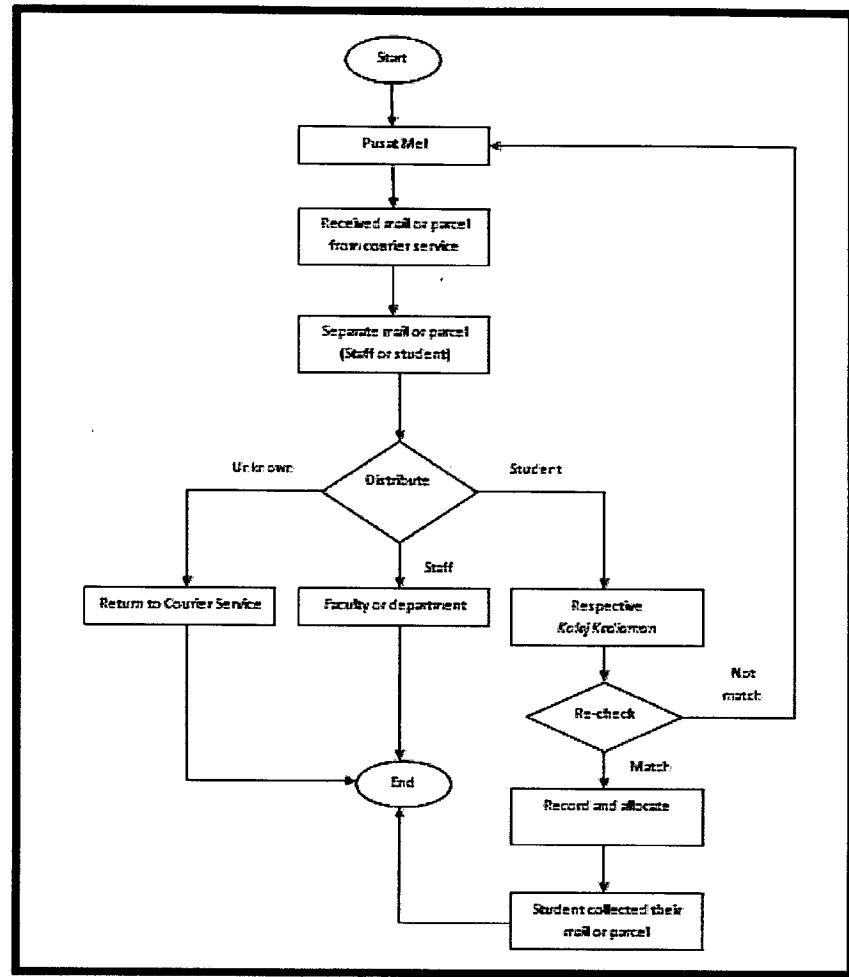 Start
Pusat Mel
Received mail or parcel
from courier service
Separate mail or parcel
(Staff or student)
Unknown
Distribute
Student
Staff
Return to Courier Service
Faculty or department
Respective
Kolej Kediaman
Not
match
Re-check
Match
End
Record and allocate
Student collected their
mail or parcel